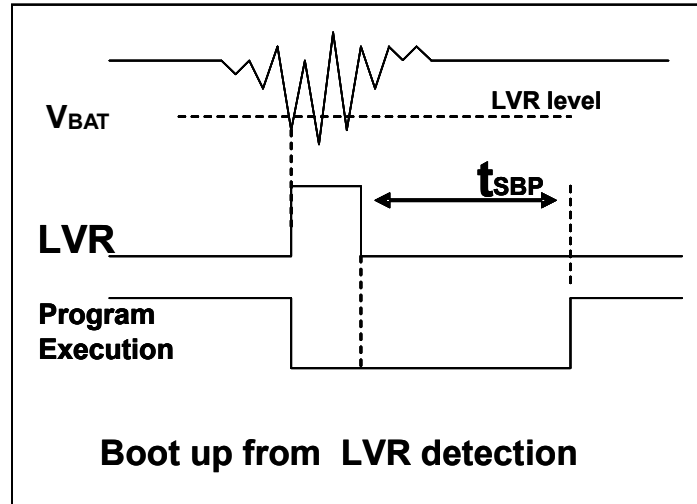 LVR level
VBAT
tSBP
LVR
Program
Execution
Boot up from LVR detection